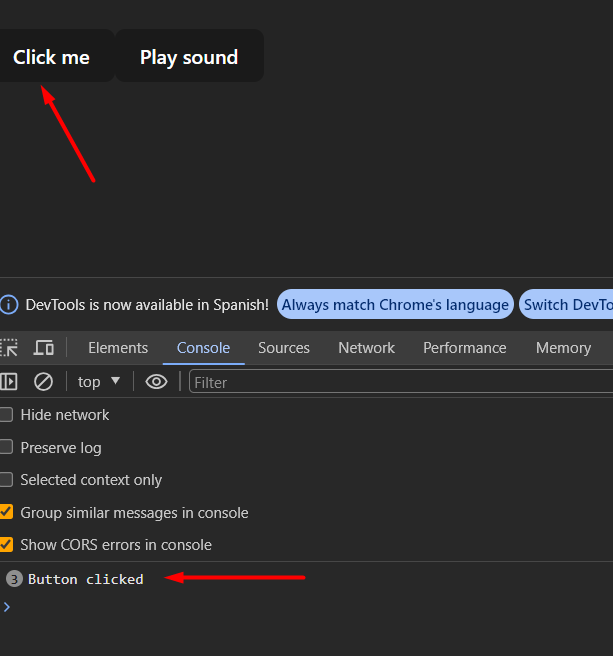 Click me Play sound
DevTools is now available in Spanish! Always match Chrome's language Switch DevTo
Elements Console Sources Network Performance Memory
top Filter
Hide network
Preserve log
Selected context only
Group similar messages in console
Show CORS errors in console
3 Button clicked